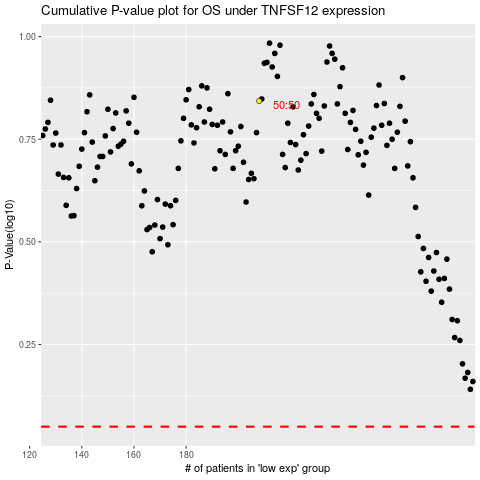 Cumulative P-value plot for OS under TNFSF12 expression
P-Value(log10)
1.00
0.75
0.50
0.25
50:50
120 140 160 180
# of patients in 'low exp' group